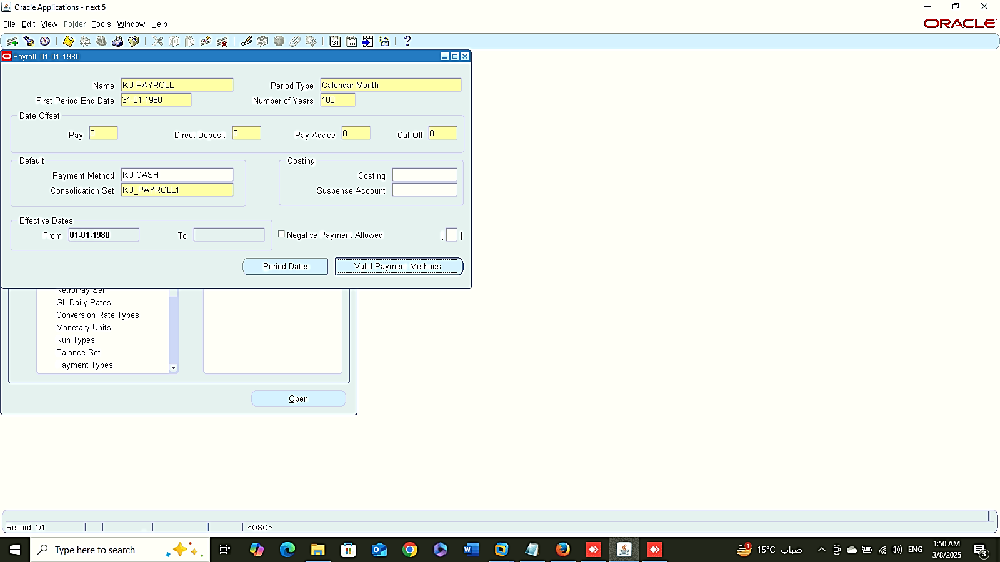 Oracle Applications - next 5
File Edit View Folder Tools Window Help
ORACLE
31
?
Payroll: 01-01-1980
Name KU PAYROLL Period Type Calendar Month
First Period End Date 31-01-1980 Number of Years 100
Date Offset
Pay 0 Direct Deposit 0 Pay Advice 0 Cut Off 0
Default Costing
Payment Method KU CASH Costing
Consolidation Set KU_PAYROLL1 Suspense Account
Effective Dates
From 01-01-1980 To Negative Payment Allowed [ ]
Period Dates Valid Payment Methods
RetroPay Set
GL Daily Rates
Conversion Rate Types
Monetary Units
Run Types
Balance Set
Payment Types
Open
Record: 1/1 ... <OSC>
Type here to search 1 15°C ضباب ENG 1:50 AM
3/8/2025 3